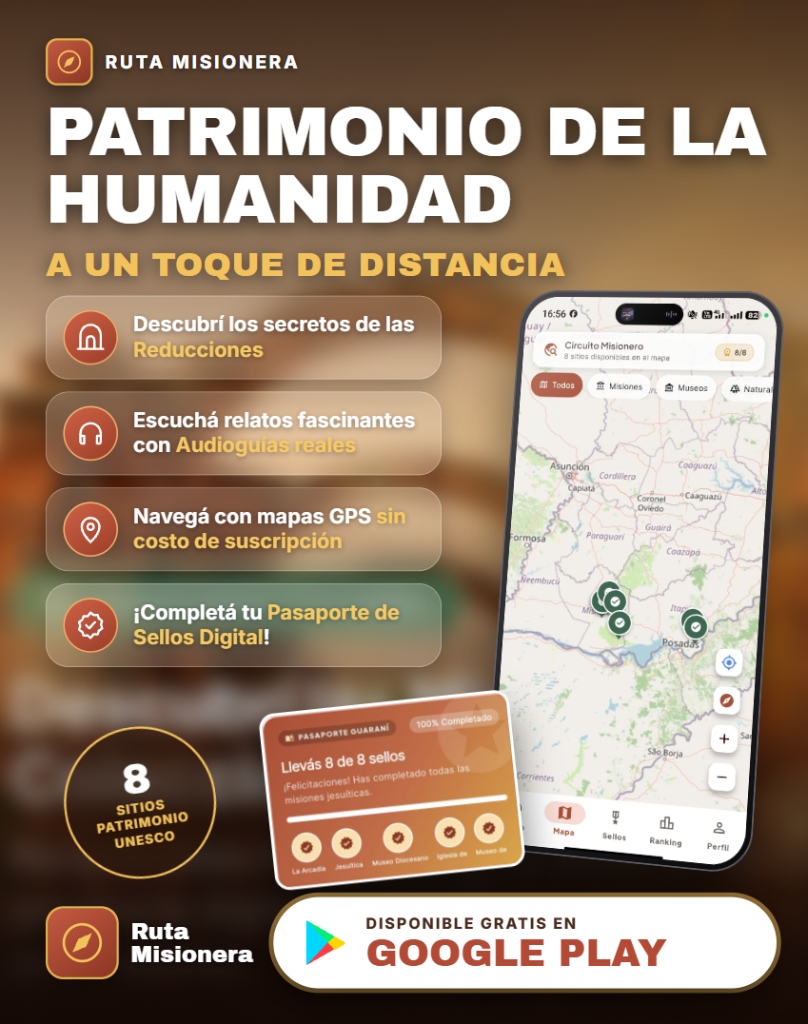 RUTA MISIONERA
PATRIMONIO DE LA
HUMANIDAD
A UN TOQUE DE DISTANCIA
Descubrí los secretos de las
Reducciones
Escuchá relatos fascinantes
con Audioguías reales
Navegá con mapas GPS sin
costo de suscripción
¡Completá tu Pasaporte de
Sellos Digital!
16:56
82
Circuito Misionero
8 sitios disponibles en el mapa
8/8
Todos
Misiones
Museos
Natural
Asunción
Cordillera
Caaguazú
Capiatá
Coronel
Oviedo
Caaguazú
Guairá
Formosa
Paraguarí
Caazapá
Ñeembucú
Posadas
São Borja
Corrientes
Mapa
Sellos
Ranking
Perfil
PASAPORTE GUARANÍ
100% Completado
Llevás 8 de 8 sellos
¡Felicitaciones! Has completado todas las
misiones jesuíticas.
La Arcadia
Jesuítica
Museo Diocesano
Iglesia de
Museo de
8
SITIOS
PATRIMONIO
UNESCO
Ruta
Misionera
DISPONIBLE GRATIS EN
GOOGLE PLAY